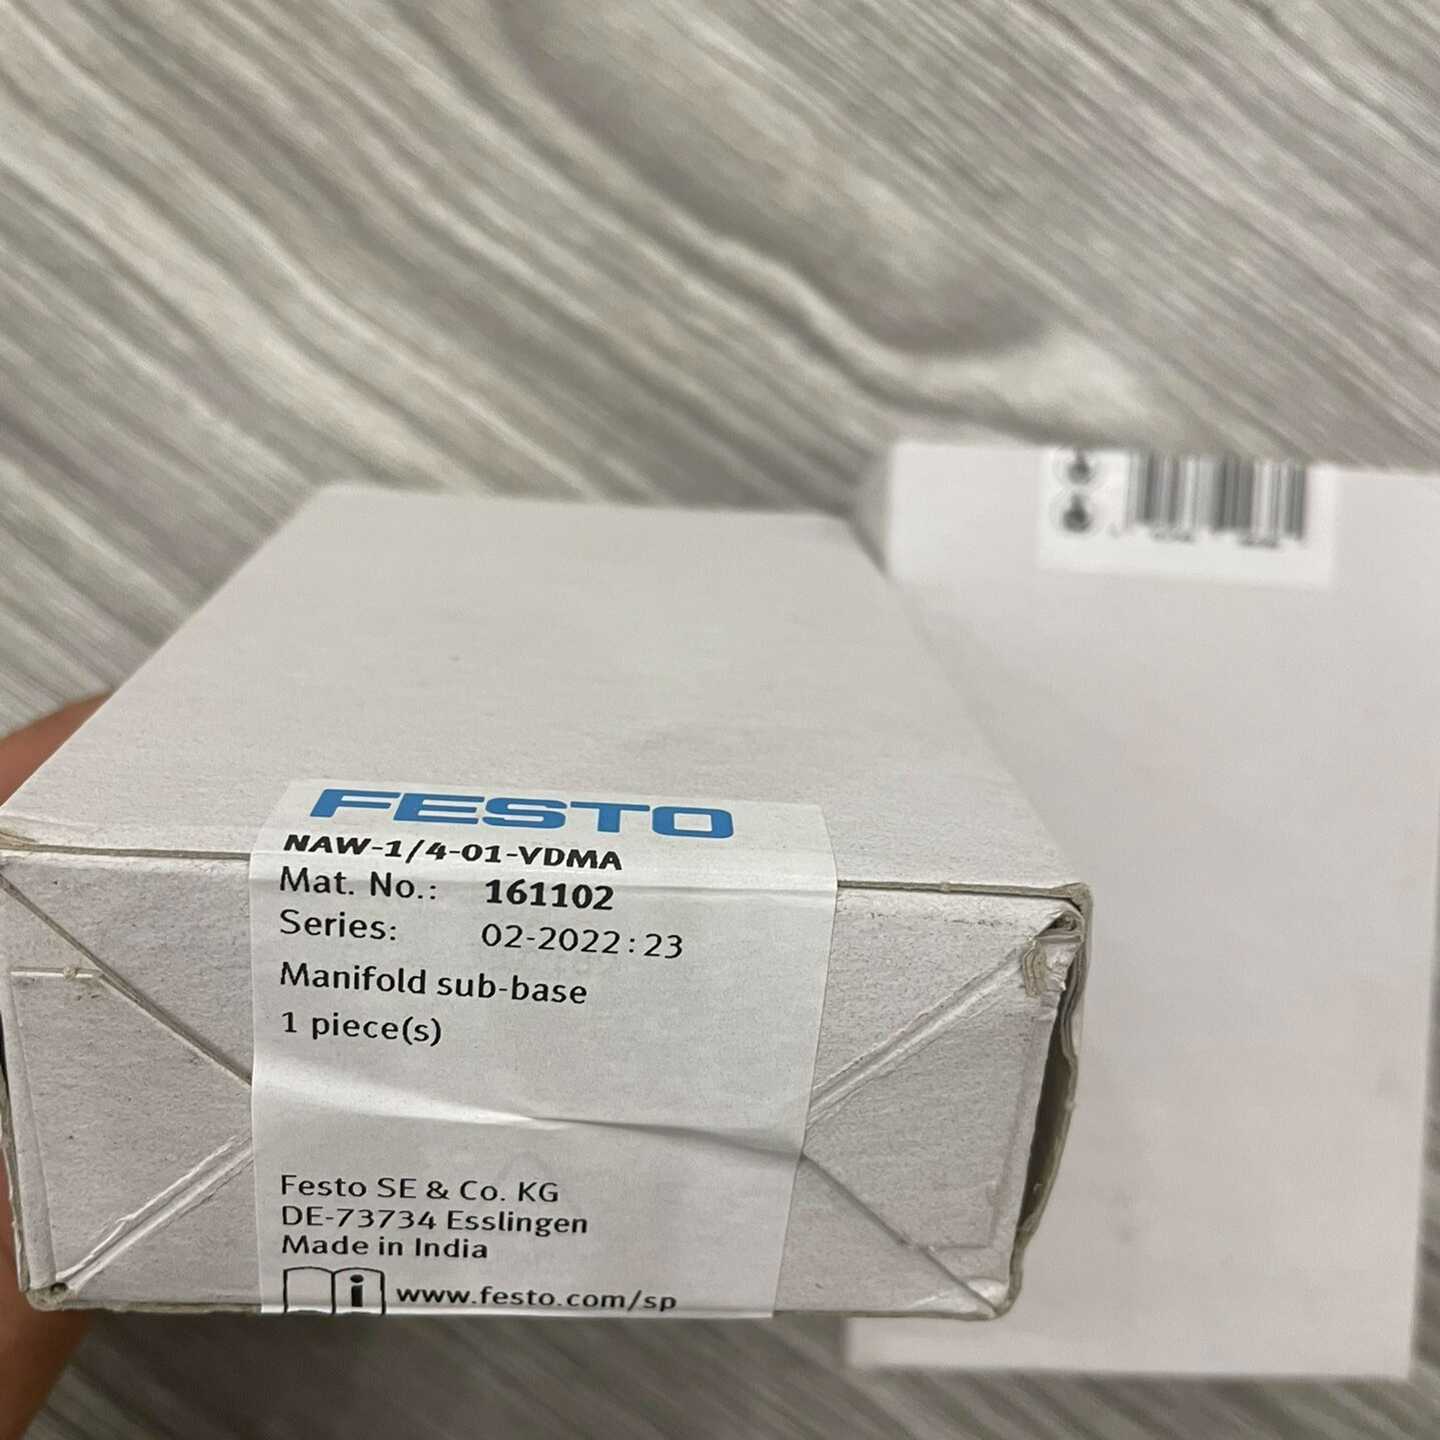 FESTO
NAW-1/4-01-VDMA
Mat. No.: 161102
Series: 02-2022:23
Manifold sub-base
1 piece(s)
Festo SE & Co. KG
DE-73734 Esslingen
Made in India
www.festo.com/sp